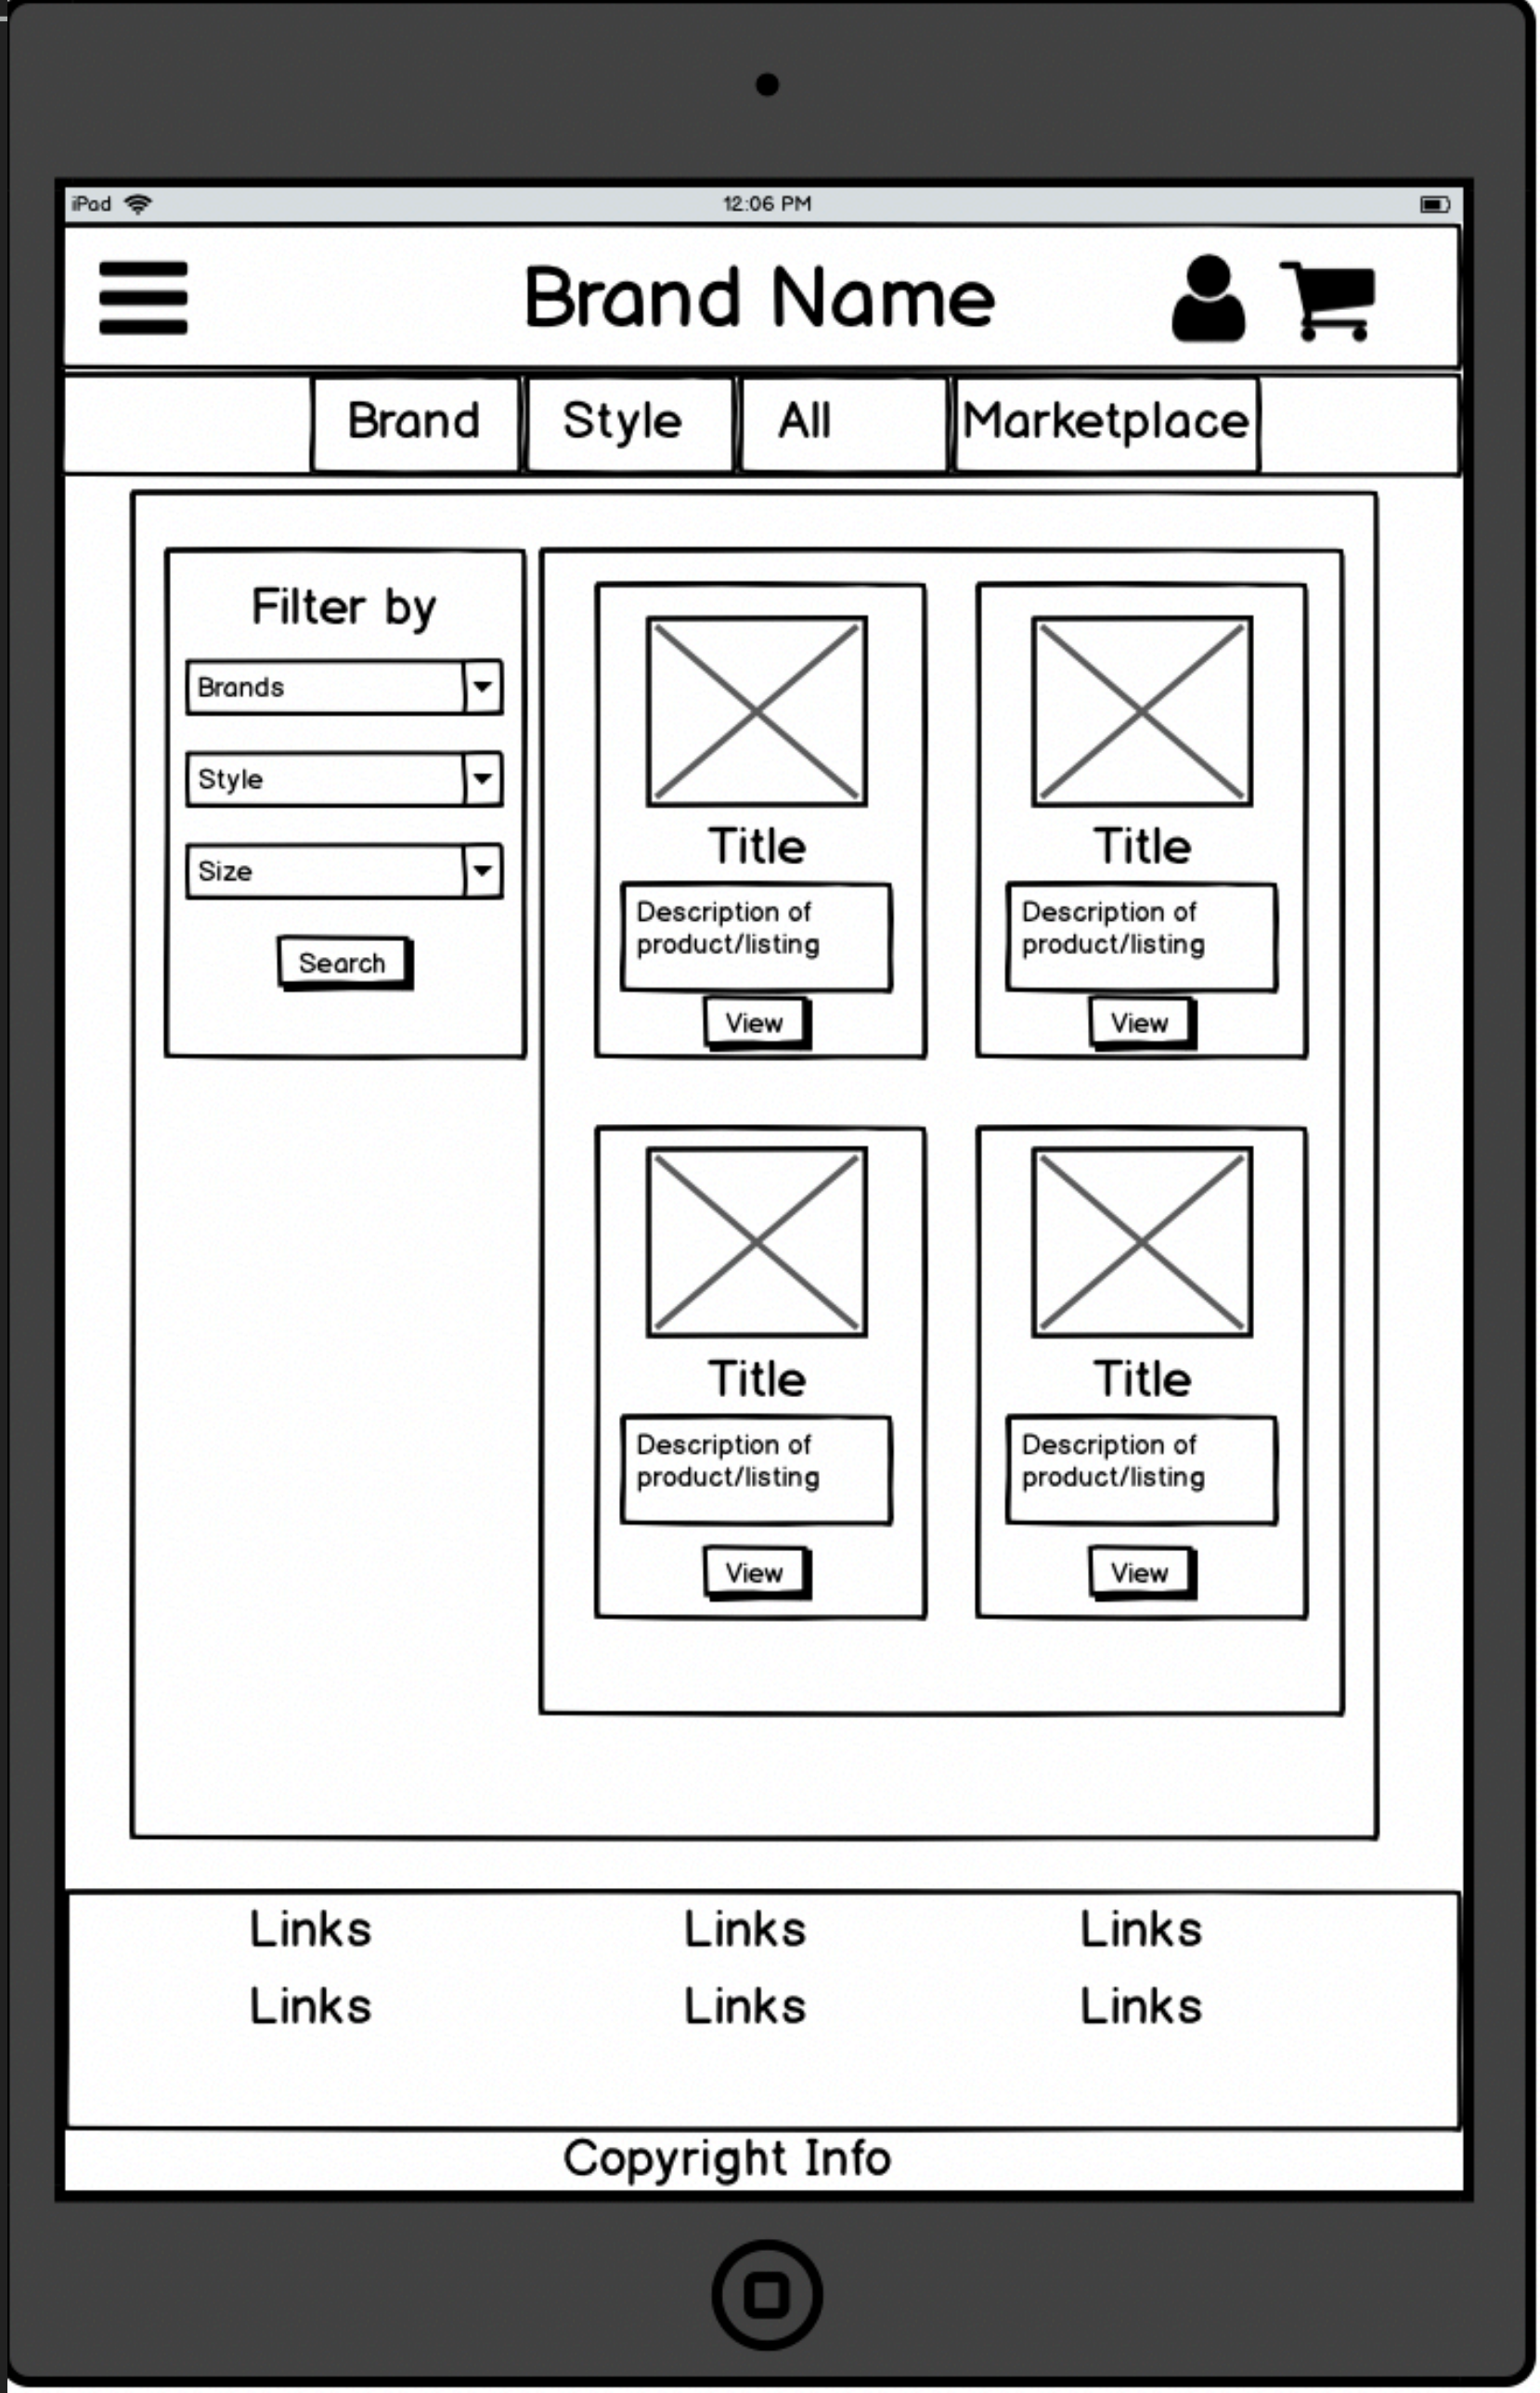 iPad
12:06 PM
Brand Name
Brand
Style
All
Marketplace
Filter by
Brands
Style
Size
Search
Title
Description of
product/listing
View
Title
Description of
product/listing
View
Title
Description of
product/listing
View
Title
Description of
product/listing
View
Links
Links
Links
Links
Links
Links
Copyright Info